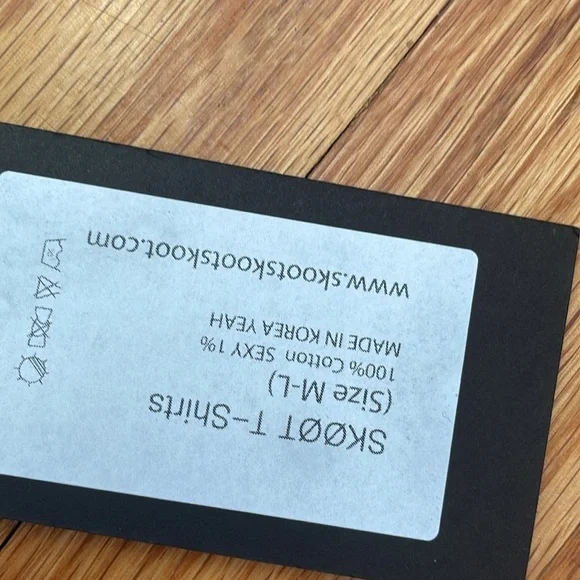 SKØØT T-Shirts
(Size M-L)
100% Cotton SEXY 1%
MADE IN KOREA YEAH
www.skootskootskoot.com